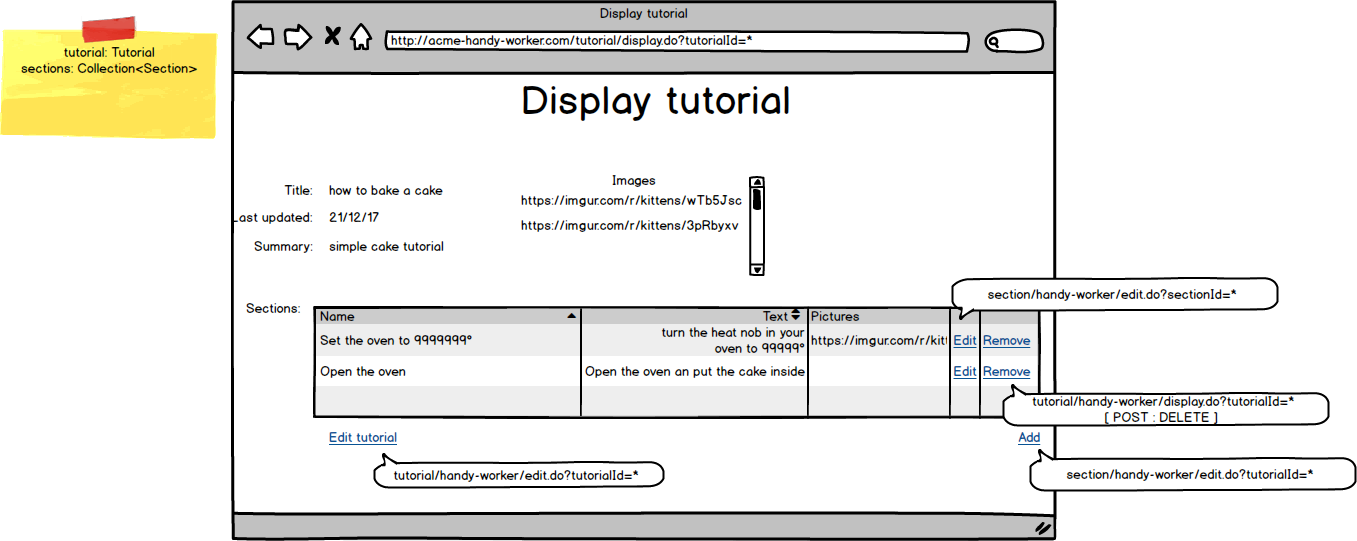 tutorial: Tutorial
sections: Collection<Section>
Display tutorial
http://acme-handy-worker.com/tutorial/display.do?tutorialId=*
Display tutorial
Title: how to bake a cake
Last updated: 21/12/17
Summary: simple cake tutorial
Images
https://imgur.com/r/kittens/wTb5Jsc
https://imgur.com/r/kittens/3pRbyxv
section/handy-worker/edit.do?sectionId=*
Sections:
Name Text Pictures
Set the oven to 9999999° turn the heat nob in your oven to 99999° https://imgur.com/r/kitt Edit Remove
Open the oven Open the oven an put the cake inside Edit Remove
tutorial/handy-worker/display.do?tutorialId=*
[ POST : DELETE ]
Edit tutorial Add
tutorial/handy-worker/edit.do?tutorialId=*
section/handy-worker/edit.do?tutorialId=*